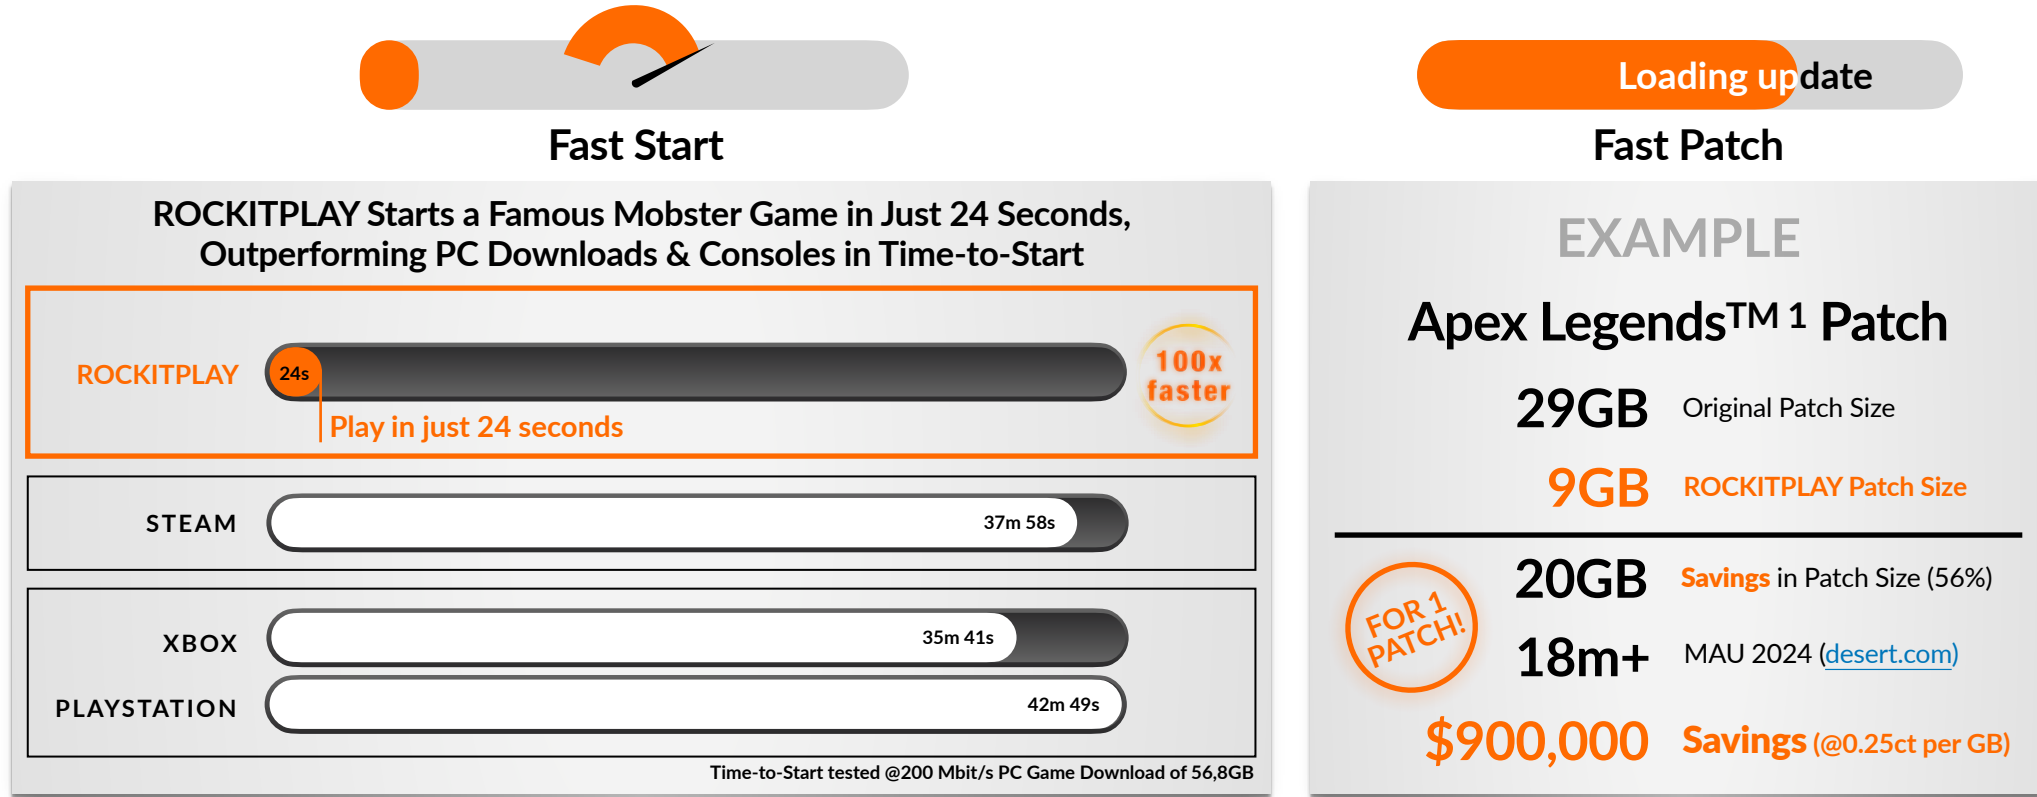 Fast Start
ROCKITPLAY Starts a Famous Mobster Game in Just 24 Seconds,
Outperforming PC Downloads & Consoles in Time-to-Start
ROCKITPLAY
24s
Play in just 24 seconds
100x
faster
STEAM
37m 58s
XBOX
35m 41s
PLAYSTATION
42m 49s
Time-to-Start tested @200 Mbit/s PC Game Download of 56,8GB
Loading update
Fast Patch
EXAMPLE
Apex Legends™ 1 Patch
29GB Original Patch Size
9GB ROCKITPLAY Patch Size
FOR 1
PATCH!
20GB Savings in Patch Size (56%)
18m+ MAU 2024 (desert.com)
$900,000 Savings (@0.25ct per GB)